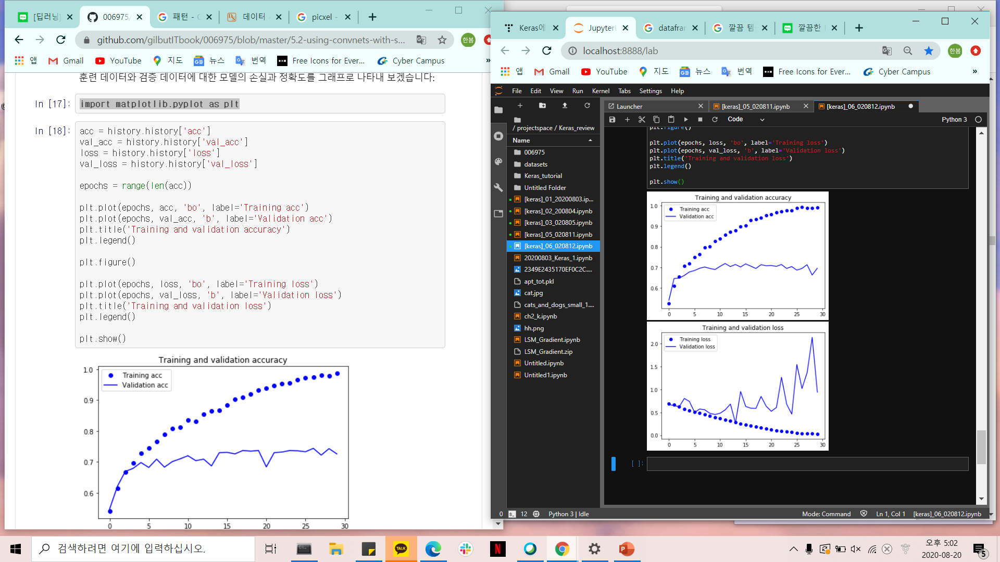 [딥러닝
006975
패턴 - G
데이터
picxel -
github.com/gilbutITbook/006975/blob/master/5.2-using-convnets-with-s...
한봄
앱
Gmail
YouTube
지도
뉴스
번역
Free Icons for Ever...
Cyber Campus
»
훈련 데이터와 검증 데이터에 대한 모델의 손실과 정확도를 그래프로 나타내 보겠습니다:
In [17]:
import matplotlib.pyplot as plt
In [18]:
acc = history.history['acc']
val_acc = history.history['val_acc']
loss = history.history['loss']
val_loss = history.history['val_loss']
epochs = range(len(acc))
plt.plot(epochs, acc, 'bo', label='Training acc')
plt.plot(epochs, val_acc, 'b', label='Validation acc')
plt.title('Training and validation accuracy')
plt.legend()
plt.figure()
plt.plot(epochs, loss, 'bo', label='Training loss')
plt.plot(epochs, val_loss, 'b', label='Validation loss')
plt.title('Training and validation loss')
plt.legend()
plt.show()
Training and validation accuracy
Training acc
Validation acc
1.0
0.9
0.8
0.7
0.6
0 5 10 15 20 25 30
Keras에
Jupyterl
datafrar
깔끔 템
깔끔한
localhost:8888/lab
한봄
앱
Gmail
YouTube
지도
뉴스
번역
Free Icons for Ever...
Cyber Campus
»
File Edit View Run Kernel Tabs Settings Help
/ projectspace / Keras_review
Name
006975
datasets
Keras_tutorial
Untitled Folder
[keras]_01_20200803.ip...
[keras]_02_200804.ipynb
[keras]_03_020805.ipynb
[keras]_05_020811.ipynb
[keras]_06_020812.ipynb
20200803_Keras_1.ipynb
2349E2435170EF0C2C....
apt_tot.pkl
cat.jpg
cats_and_dogs_small_1....
ch2_k.ipynb
hh.png
LSM_Gradient.ipynb
LSM_Gradient.zip
Untitled.ipynb
Untitled1.ipynb
Launcher
[keras]_05_020811.ipynb
[keras]_06_020812.ipynb
Code
Python 3
plt.figure()
plt.plot(epochs, loss, 'bo', label='Training loss')
plt.plot(epochs, val_loss, 'b', label='Validation loss')
plt.title('Training and validation loss')
plt.legend()
plt.show()
Training and validation accuracy
Training acc
Validation acc
1.0
0.9
0.8
0.7
0.6
0 5 10 15 20 25 30
Training and validation loss
Training loss
Validation loss
2.0
1.5
1.0
0.5
0.0
0 5 10 15 20 25 30
[ ]:
0
12
Python 3 | Idle
Mode: Command
Ln 1, Col 1
[keras]_06_020812.ipynb
검색하려면 여기에 입력하십시오.
TALK
N
P
오후 5:02
2020-08-20
5